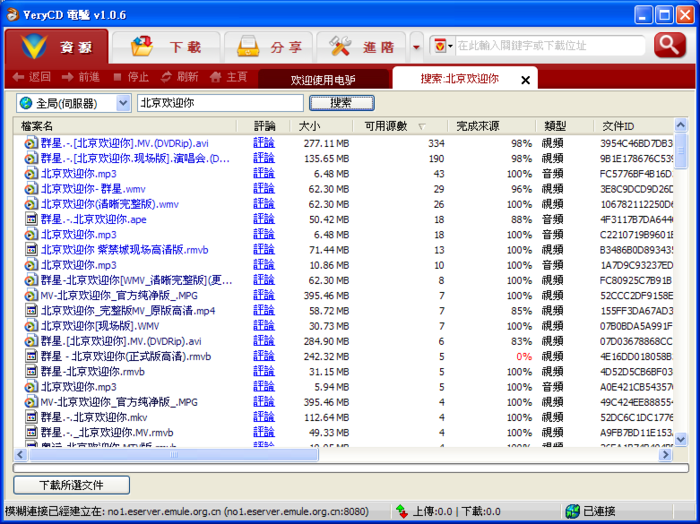 VeryCD 電驢 v1.0.6
資源 下載 分享 進階 在此輸入關鍵字或下載位址
返回 前進 停止 刷新 主頁 欢迎使用电驴 搜索:北京欢迎你
全局(伺服器) 北京欢迎你 搜索
檔案名 評論 大小 可用源數 完成來源 類型 文件ID
群星.-.[北京欢迎你].MV.(DVDRip).avi 評論 277.11 MB 334 98% 視頻 3954C46BD7DB3
群星.-.[北京欢迎你.现场版].演唱会.(D... 評論 135.65 MB 190 98% 視頻 9B1E178676C539
北京欢迎你.mp3 評論 6.48 MB 43 100% 音頻 FC5776BF4B16D
北京欢迎你- 群星.wmv 評論 62.30 MB 29 96% 視頻 3E8C9DCD9D26D
北京欢迎你(清晰完整版).wmv 評論 62.30 MB 26 100% 視頻 106782112250D6
群星.-.北京欢迎你.ape 評論 50.42 MB 18 88% 音頻 4F3117B7DA644
北京欢迎你.mp3 評論 6.48 MB 18 100% 音頻 C2210719B9601E
北京欢迎你 紫禁城现场高清版.rmvb 評論 71.44 MB 13 100% 視頻 B3486B0D893435
北京欢迎你.mp3 評論 10.86 MB 10 100% 音頻 1A7D9C93237ED
群星-北京欢迎你[WMV_清晰完整版](更... 評論 62.30 MB 8 100% 視頻 FC80925C7B91B
MV-北京欢迎你_官方纯净版_.MPG 評論 395.46 MB 7 100% 視頻 52CCC2DF9158E
北京欢迎你_完整版MV_原版高清.mp4 評論 58.72 MB 7 85% 視頻 155FF3DA67AD3
北京欢迎你[现场版].WMV 評論 30.73 MB 7 100% 視頻 07B0BDA5A991F
群星.[北京欢迎你].MV.(DVDRip).avi 評論 284.90 MB 6 83% 視頻 07D03678868CC
群星 - 北京欢迎你(正式版高清).rmvb 評論 242.32 MB 5 0% 視頻 4E16DD018058B
群星-北京欢迎你.rmvb 評論 31.15 MB 5 100% 視頻 4D52D5CB6BF03
北京欢迎你.mp3 評論 5.94 MB 5 100% 音頻 A0E421CB54357
MV-北京欢迎你_官方纯净版_.MPG 評論 395.46 MB 4 100% 視頻 49C424EE88855
群星.-.北京欢迎你.mkv 評論 112.64 MB 4 100% 視頻 52DC6C1DC1776
群星.-._北京欢迎你.MV.rmvb 評論 49.33 MB 4 100% 視頻 A9FB7BD11E153
下載所選文件
模糊連接已經建立在: no1.eserver.emule.org.cn (no1.eserver.emule.org.cn:8080) 上傳:0.0 | 下載:0.0 已連接